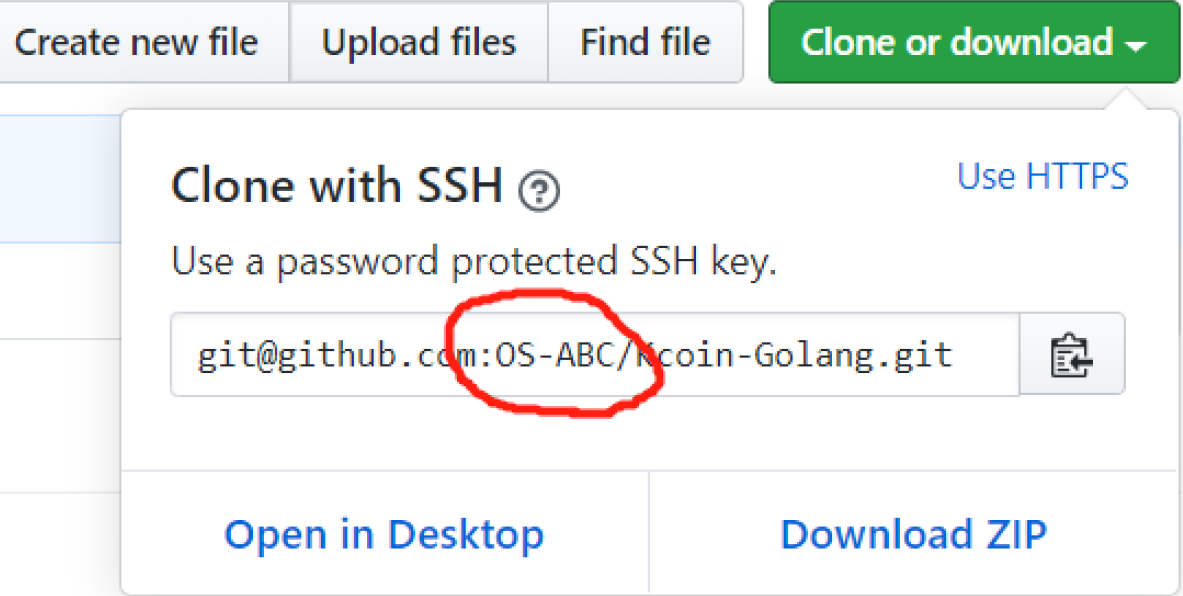 Create new file Upload files Find file Clone or download
Clone with SSH ? Use HTTPS
Use a password protected SSH key.
git@github.com:OS-ABC/Kcoin-Golang.git
Open in Desktop Download ZIP